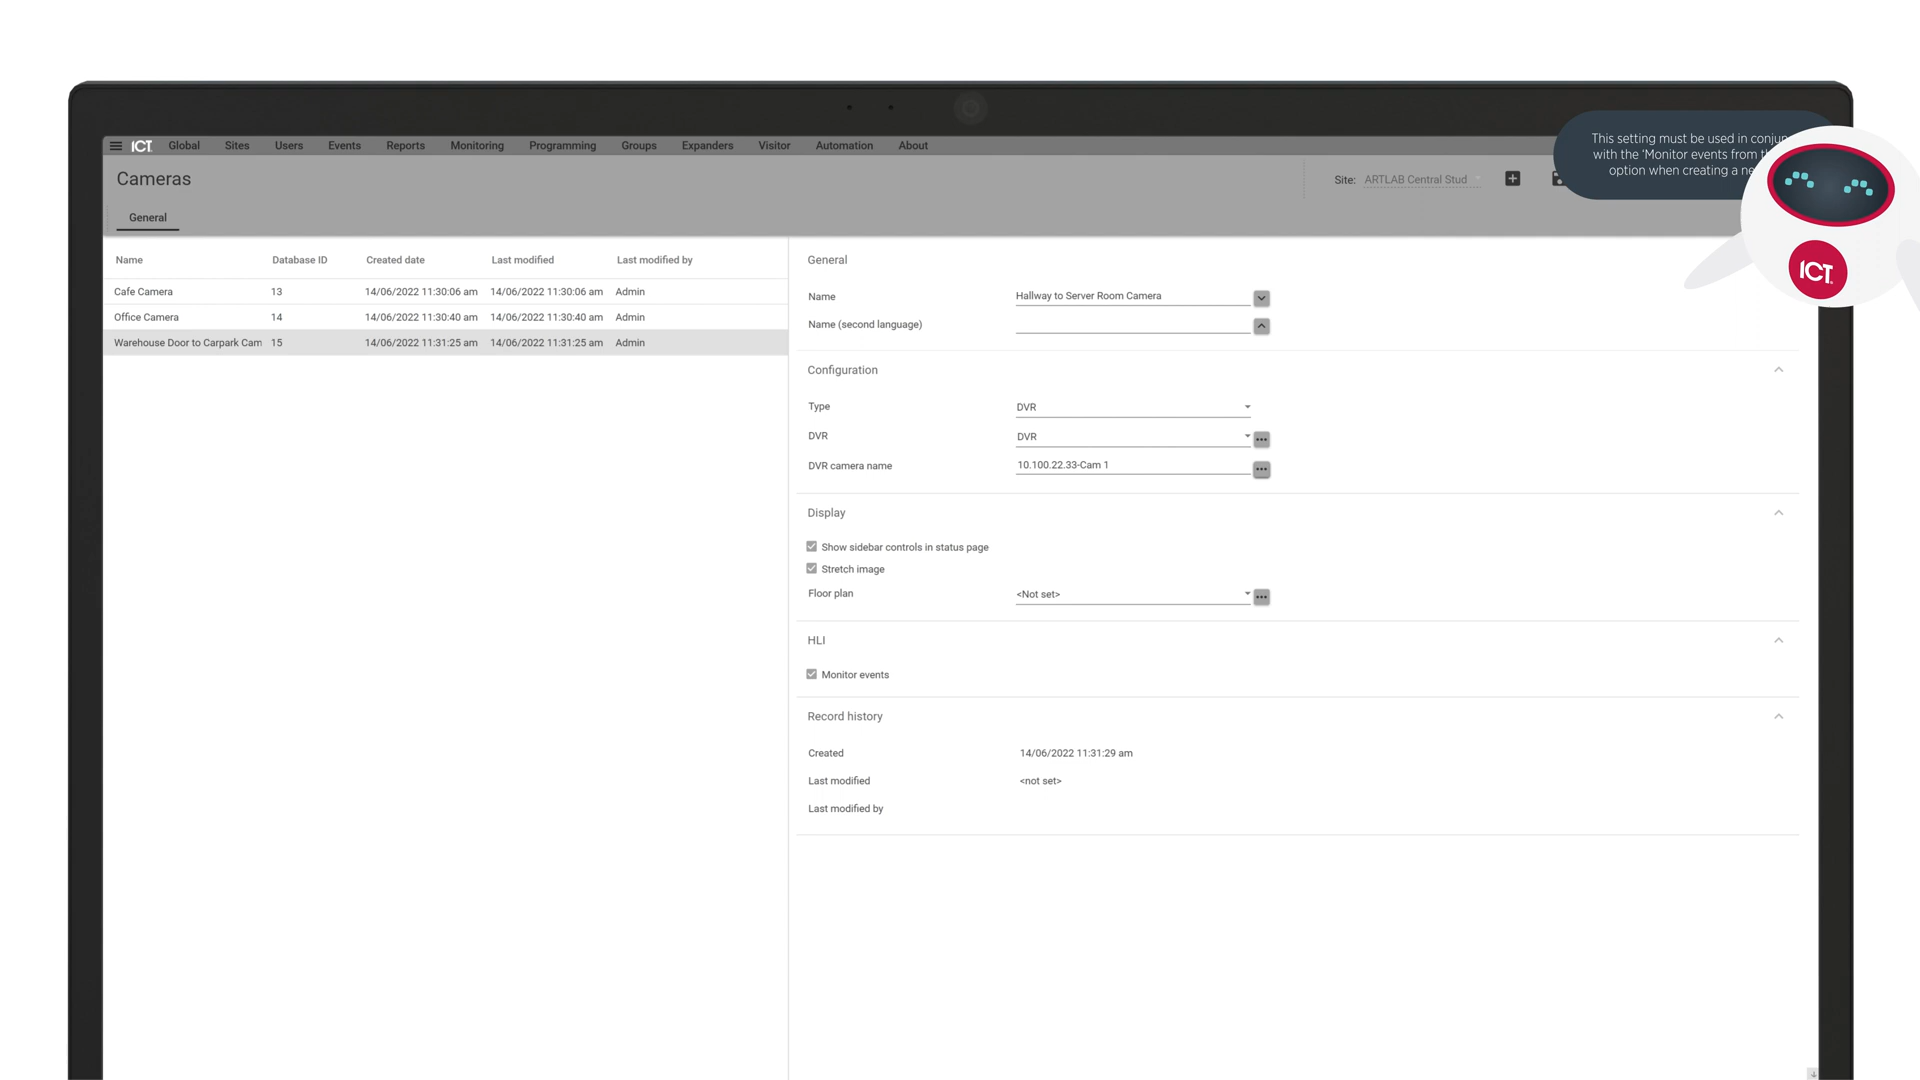 This setting must be used in
with the 'Monitor events from
option when creating a
ICT
Global Sites Users Events Reports Monitoring Programming Groups Expanders Visitor Automation About
Cameras
Site: ARTLAB Central Stud
General
ICT
Name Database ID Created date Last modified Last modified by
Cafe Camera 13 14/06/2022 11:30:06 am 14/06/2022 11:30:06 am Admin
Office Camera 14 14/06/2022 11:30:40 am 14/06/2022 11:30:40 am Admin
Warehouse Door to Carpark Cam 15 14/06/2022 11:31:25 am 14/06/2022 11:31:25 am Admin
General
Name Hallway to Server Room Camera
Name (second language)
Configuration
Type DVR
DVR DVR
DVR camera name 10.100.22.33-Cam 1
Display
Show sidebar controls in status page
Stretch image
Floor plan <Not set>
HLI
Monitor events
Record history
Created 14/06/2022 11:31:29 am
Last modified <not set>
Last modified by